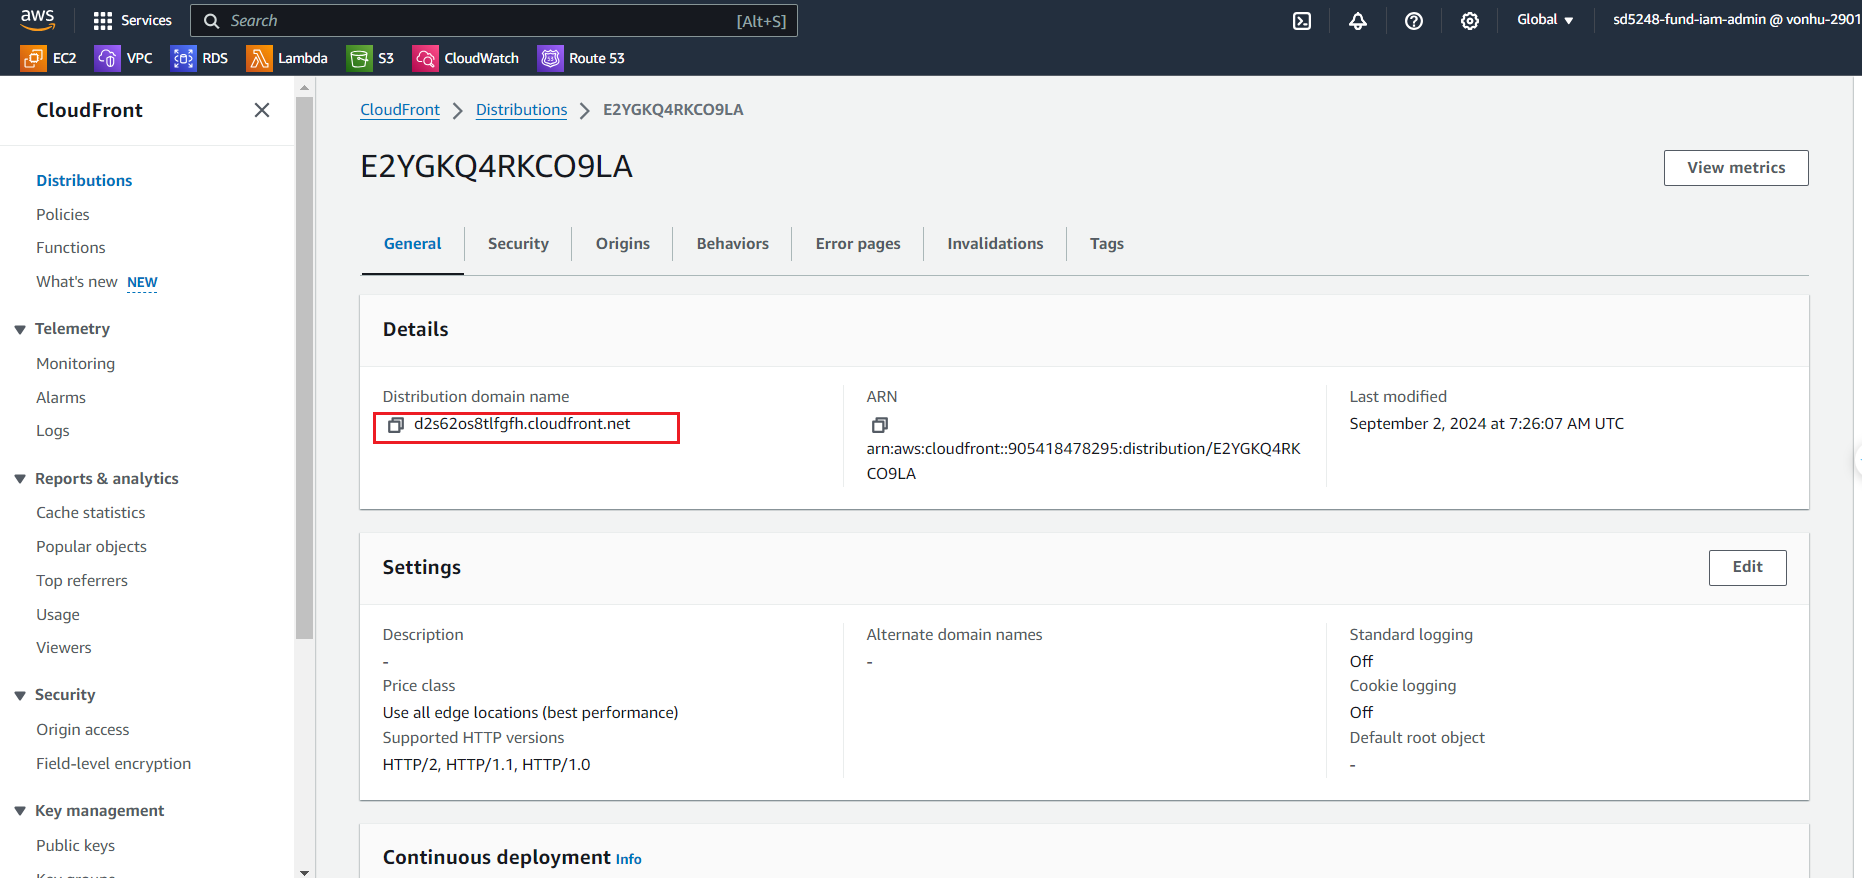 aws
Services
Search
[Alt+S]
Global
sd5248-fund-iam-admin @ vonhu-2901
EC2
VPC
RDS
Lambda
S3
CloudWatch
Route 53
CloudFront
Distributions
Policies
Functions
What's new NEW
Telemetry
Monitoring
Alarms
Logs
Reports & analytics
Cache statistics
Popular objects
Top referrers
Usage
Viewers
Security
Origin access
Field-level encryption
Key management
Public keys
Key groups
CloudFront
Distributions
E2YGKQ4RKCO9LA
E2YGKQ4RKCO9LA
View metrics
General
Security
Origins
Behaviors
Error pages
Invalidations
Tags
Details
Distribution domain name
d2s62os8tlfgfh.cloudfront.net
ARN
arn:aws:cloudfront::905418478295:distribution/E2YGKQ4RK
CO9LA
Last modified
September 2, 2024 at 7:26:07 AM UTC
Settings
Edit
Description
-
Price class
Use all edge locations (best performance)
Supported HTTP versions
HTTP/2, HTTP/1.1, HTTP/1.0
Alternate domain names
-
Standard logging
Off
Cookie logging
Off
Default root object
-
Continuous deployment Info